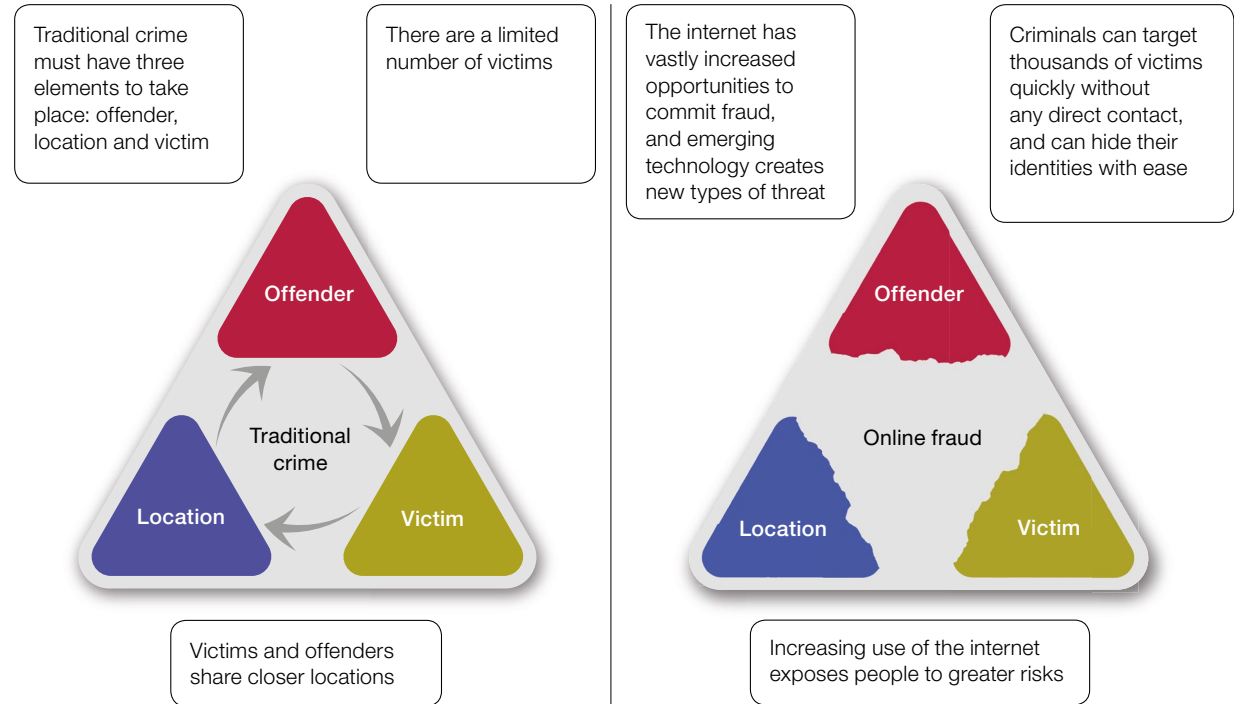 Traditional crime
must have three
elements to take
place: offender,
location and victim
There are a limited
number of victims
Offender
Traditional
crime
Location
Victim
Victims and offenders
share closer locations
The internet has
vastly increased
opportunities to
commit fraud,
and emerging
technology creates
new types of threat
Criminals can target
thousands of victims
quickly without
any direct contact,
and can hide their
identities with ease
Offender
Online fraud
Location
Victim
Increasing use of the internet
exposes people to greater risks